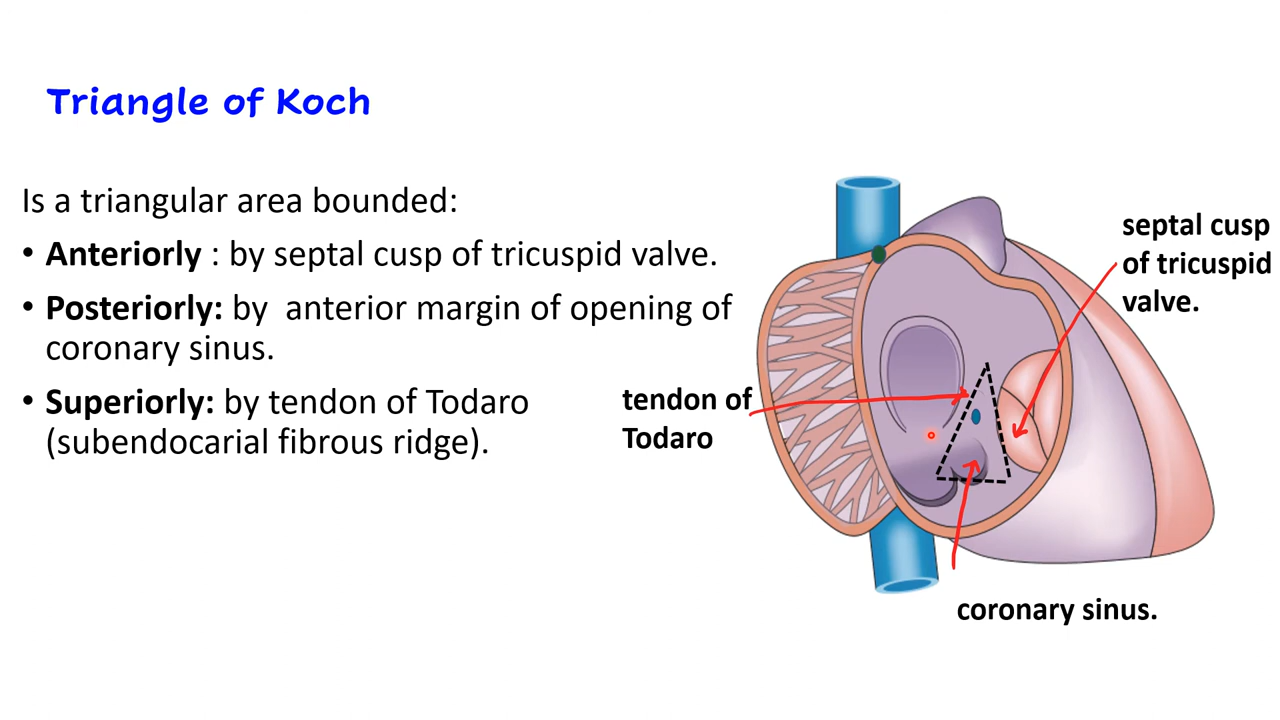 Triangle of Koch
Is a triangular area bounded:
• Anteriorly : by septal cusp of tricuspid valve.
• Posteriorly: by  anterior margin of opening of
coronary sinus.
• Superiorly: by tendon of Todaro
(subendocarial fibrous ridge).
tendon of
Todaro
septal cusp
of tricuspid
valve.
coronary sinus.